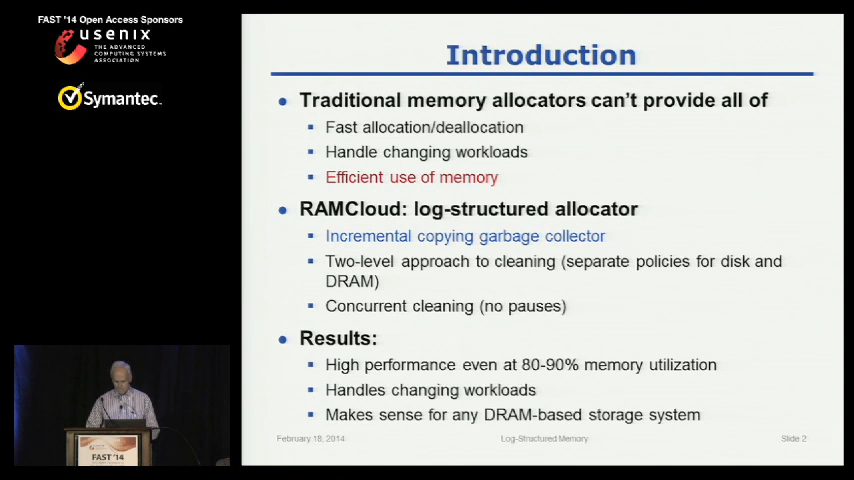 FAST '14 Open Access Sponsors
usenix
THE ADVANCED
COMPUTING SYSTEMS
ASSOCIATION
Symantec.
Introduction
Traditional memory allocators can't provide all of
Fast allocation/deallocation
Handle changing workloads
Efficient use of memory
RAMCloud: log-structured allocator
Incremental copying garbage collector
Two-level approach to cleaning (separate policies for disk and
DRAM)
Concurrent cleaning (no pauses)
Results:
High performance even at 80-90% memory utilization
Handles changing workloads
Makes sense for any DRAM-based storage system
February 18, 2014
Log-Structured Memory
Slide 2
FAST '14